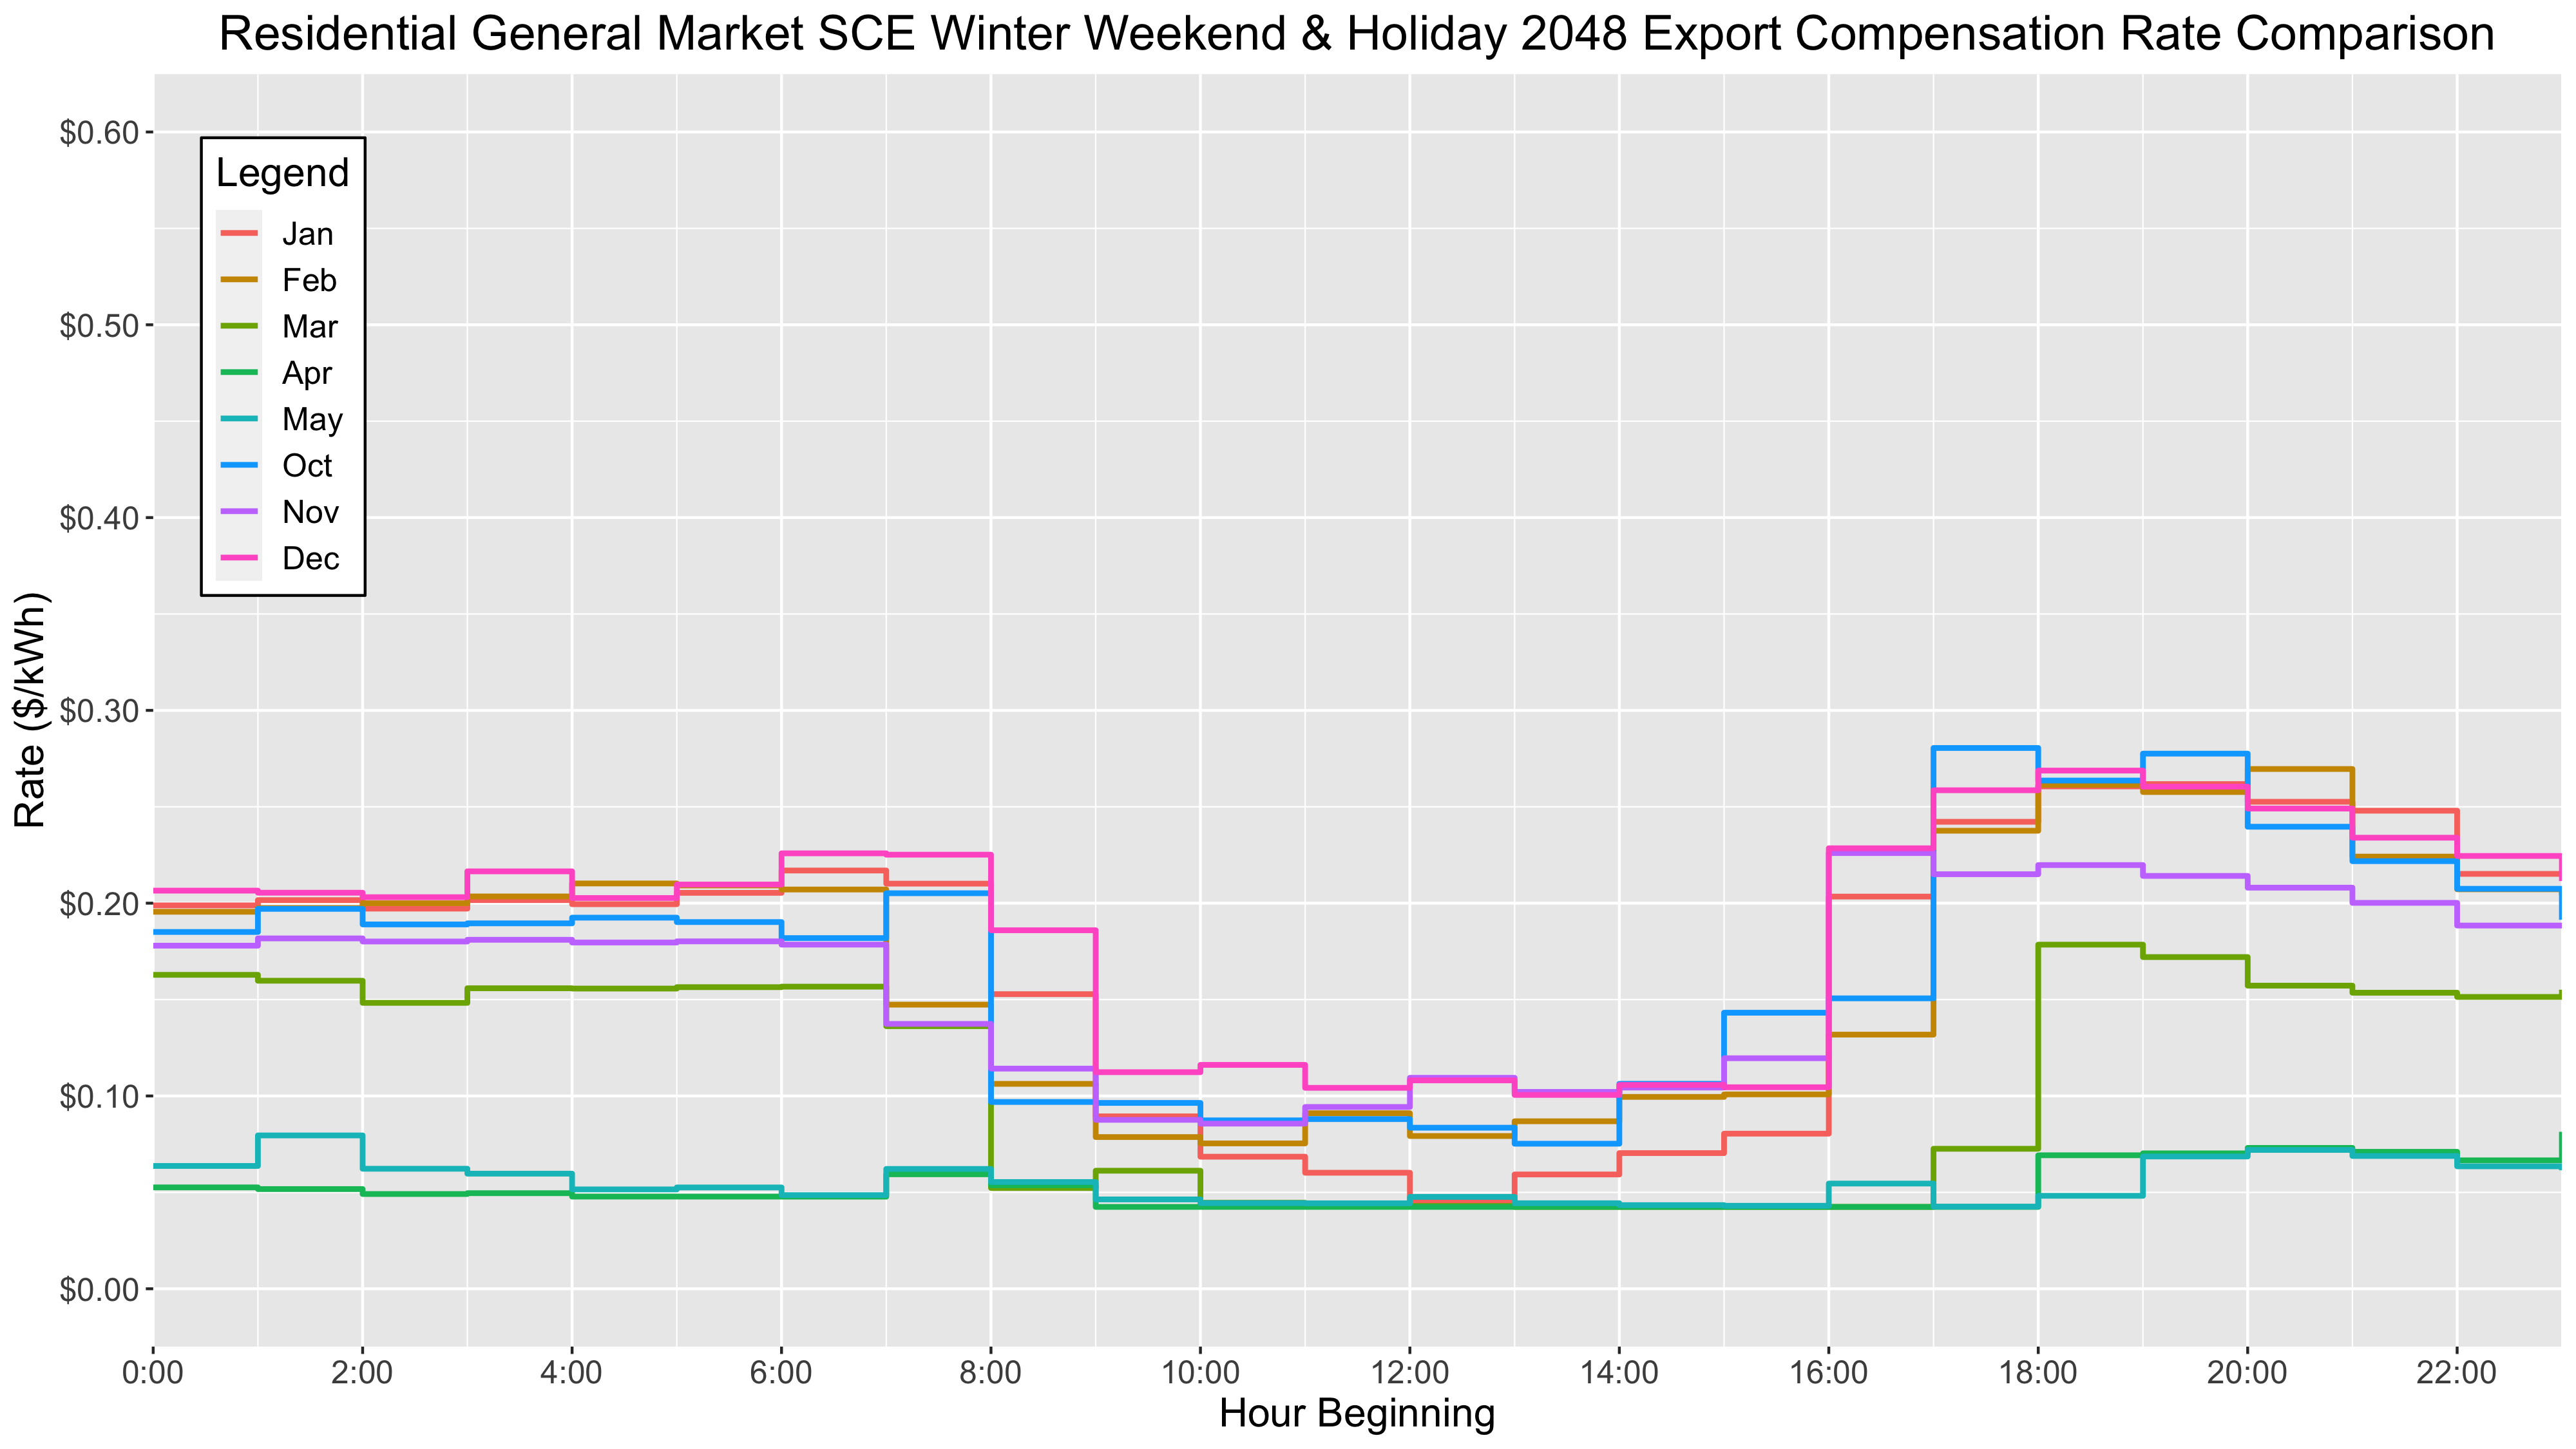 Residential General Market SCE Winter Weekend & Holiday 2048 Export Compensation Rate Comparison
$0.60
$0.50
$0.40
$0.30
$0.20
$0.10
$0.00
Rate ($/kWh)
Legend
Jan
Feb
Mar
Apr
May
Oct
Nov
Dec
0:00 2:00 4:00 6:00 8:00 10:00 12:00 14:00 16:00 18:00 20:00 22:00
Hour Beginning